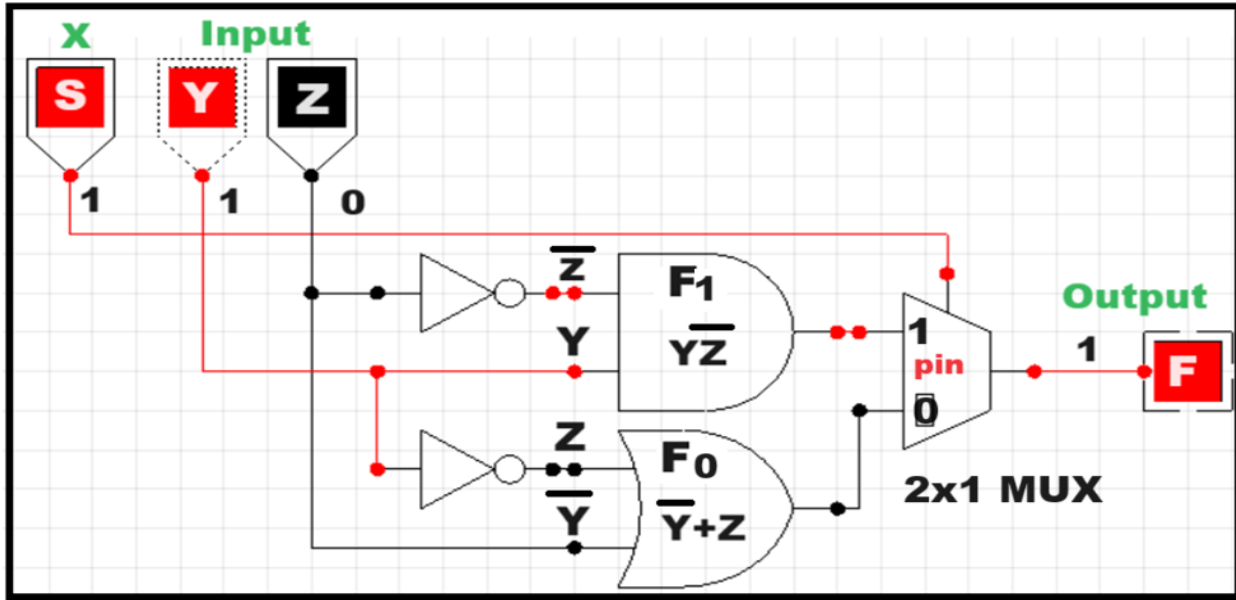 X Input
S Y Z
1 1 0
Z̅
F₁
Output
Y
YZ̅
1
pin
1
F
0
Z
F₀
Y̅
Y̅+Z
2x1 MUX